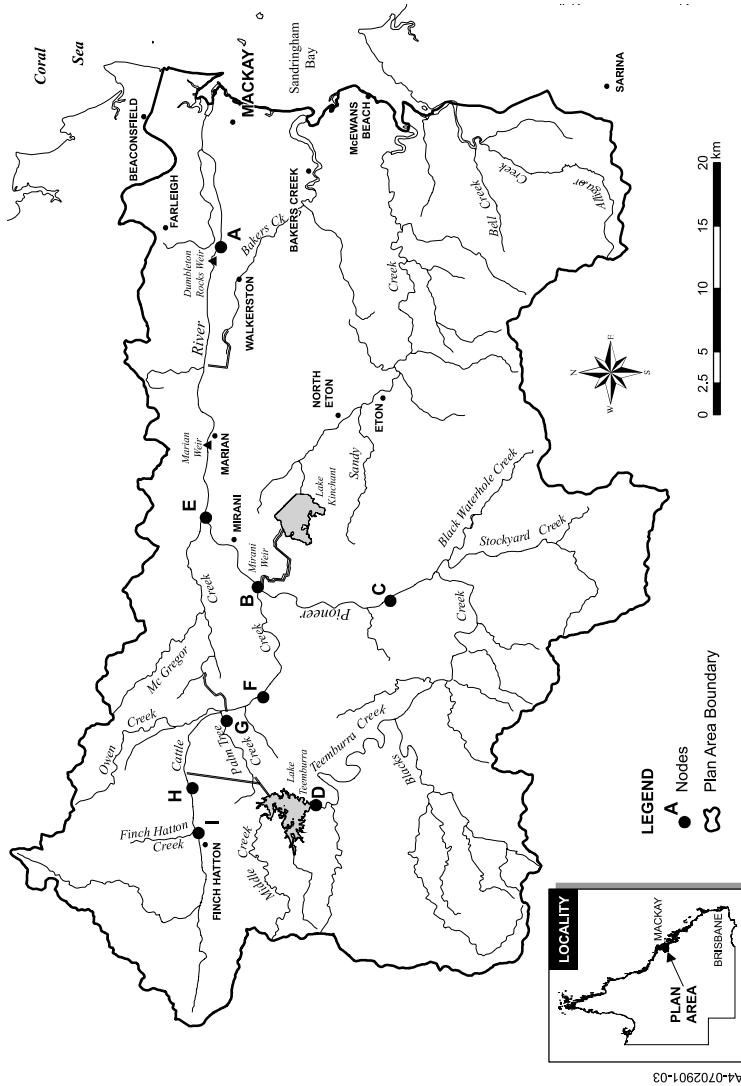 Coral
Sea
BEACONSFIELD
FARLEIGH
MACKAY
Sandringham
Bay
McEWANS
BEACH
SARINA
BAKERS CREEK
Bakers Ck
A
Dumbleton
Rocks Weir
WALKERSTON
River
Bell Creek
Alligator
Creek
Creek
Marian
Weir
MARIAN
NORTH
ETON
ETON
Sandy
Lake
Kinchant
E
MIRANI
Mirani
Weir
B
Pioneer
C
Black Waterhole Creek
Stockyard Creek
Creek
Creek
Mc Gregor
Creek
F
G
Owen
Creek
Cattle
Palm Tree
Creek
H
I
Finch Hatton
Creek
FINCH HATTON
Lake
Teemburra
D
Teemburra Creek
Blacks
Middle Creek
N
E
S
W
0 2.5 5 10 15 20
km
LEGEND
A Nodes
Plan Area Boundary
LOCALITY
MACKAY
PLAN
AREA
BRISBANE
A4-0702901-03